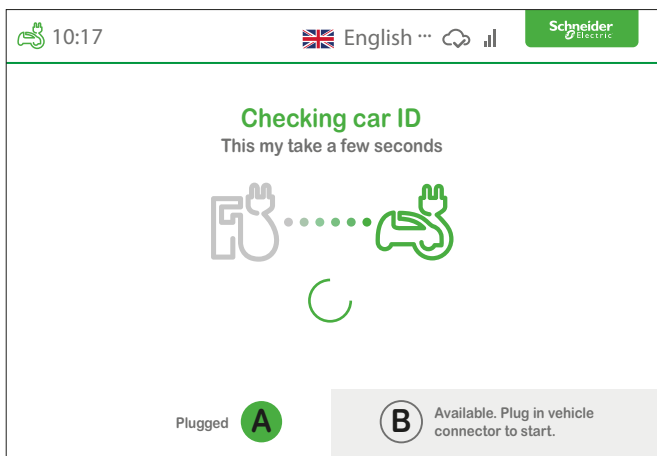 10:17
English ...
Schneider
Electric
Checking car ID
This my take a few seconds
Plugged
A
B
Available. Plug in vehicle
connector to start.